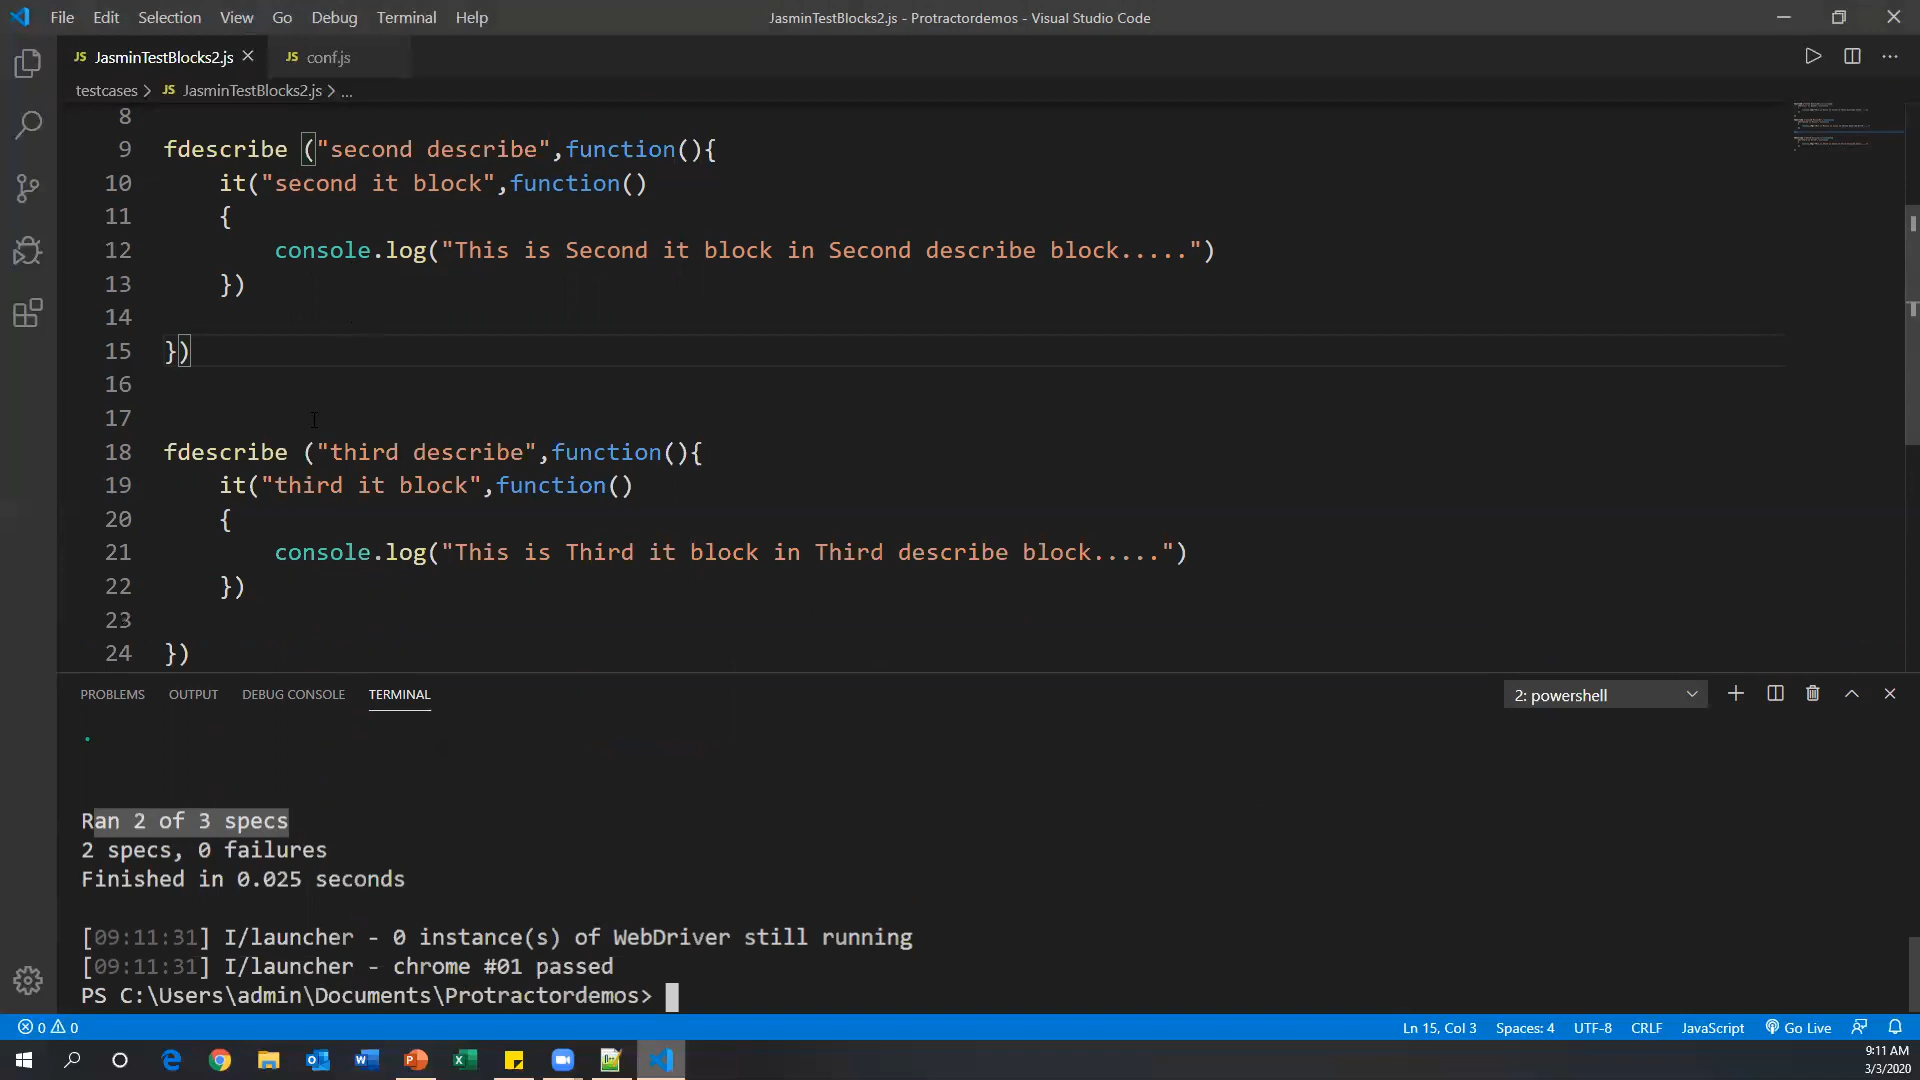 File Edit Selection View Go Debug Terminal Help
JasminTestBlocks2.js - Protractordemos - Visual Studio Code
JS JasminTestBlocks2.js JS conf.js
testcases > JS JasminTestBlocks2.js > ...
8
9 fdescribe ("second describe",function(){
10 it("second it block",function()
11 {
12 console.log("This is Second it block in Second describe block.....")
13 })
14
15 })
16
17
18 fdescribe ("third describe",function(){
19 it("third it block",function()
20 {
21 console.log("This is Third it block in Third describe block.....")
22 })
23
24 })
PROBLEMS OUTPUT DEBUG CONSOLE TERMINAL 2: powershell
.
Ran 2 of 3 specs
2 specs, 0 failures
Finished in 0.025 seconds
[09:11:31] I/launcher - 0 instance(s) of WebDriver still running
[09:11:31] I/launcher - chrome #01 passed
PS C:\Users\admin\Documents\Protractordemos>
0 0 Ln 15, Col 3 Spaces: 4 UTF-8 CRLF JavaScript Go Live
9:11 AM
3/3/2020